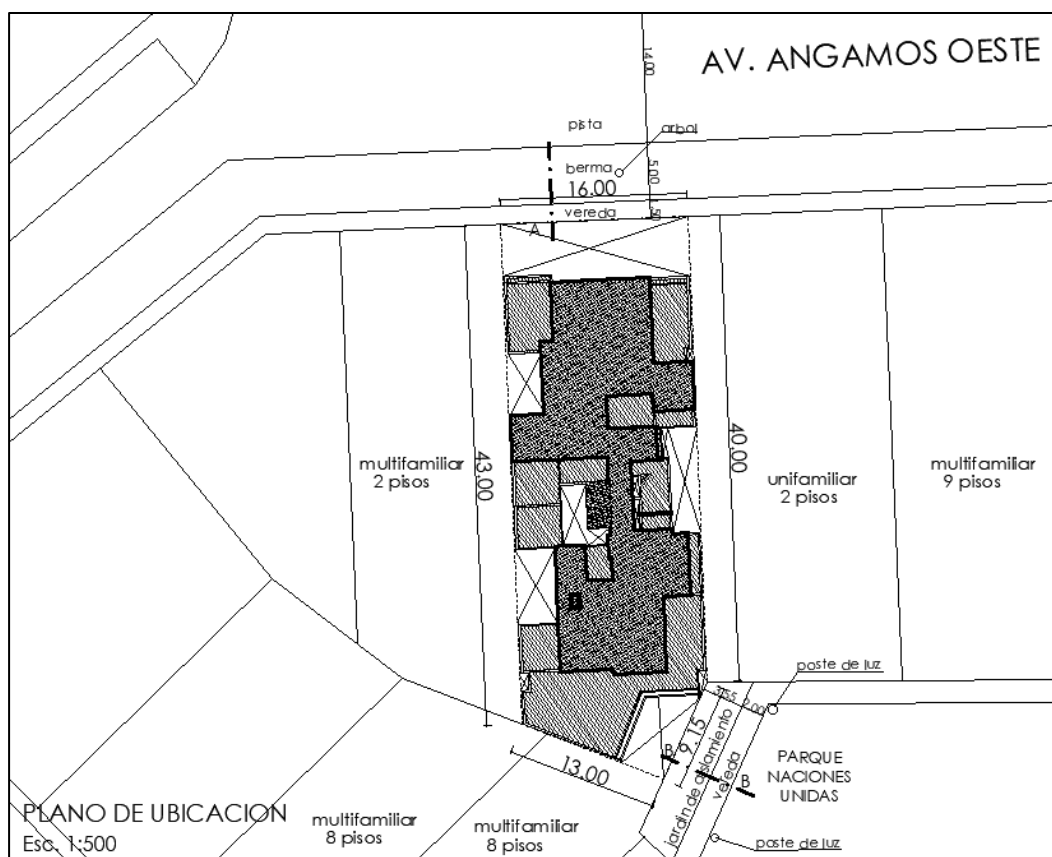 AV. ANGAMOS OESTE
14.00
pista
arbol
berma
5.00
16.00
vereda
A
multifamiliar
2 pisos
43.00
40.00
unifamiliar
2 pisos
multifamiliar
9 pisos
poste de luz
2.00
9.15
jardin de aislamiento
vereda
B
B
13.00
PARQUE
NACIONES
UNIDAS
PLANO DE UBICACION
Esc. 1:500
multifamiliar
8 pisos
multifamiliar
8 pisos
poste de luz